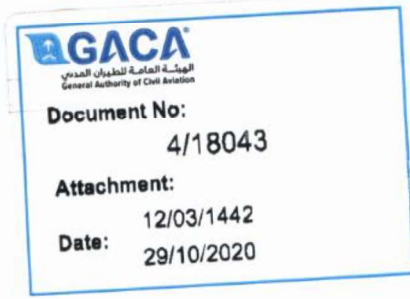 GACA
الهيئة العامة للطيران المدني
General Authority of Civil Aviation
Document No:
4/18043
Attachment:
12/03/1442
Date:
29/10/2020